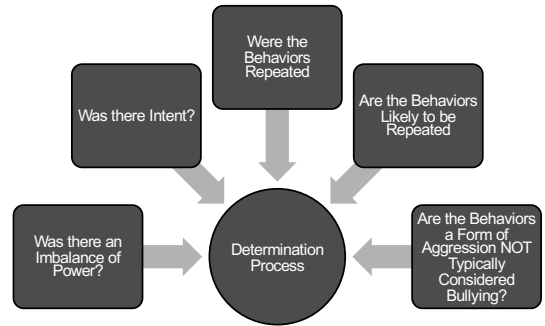 Were the
Behaviors
Repeated
Was there Intent?
Are the Behaviors
Likely to be
Repeated
Was there an
Imbalance of
Power?
Determination
Process
Are the Behaviors
a Form of
Aggression NOT
Typically
Considered
Bullying?